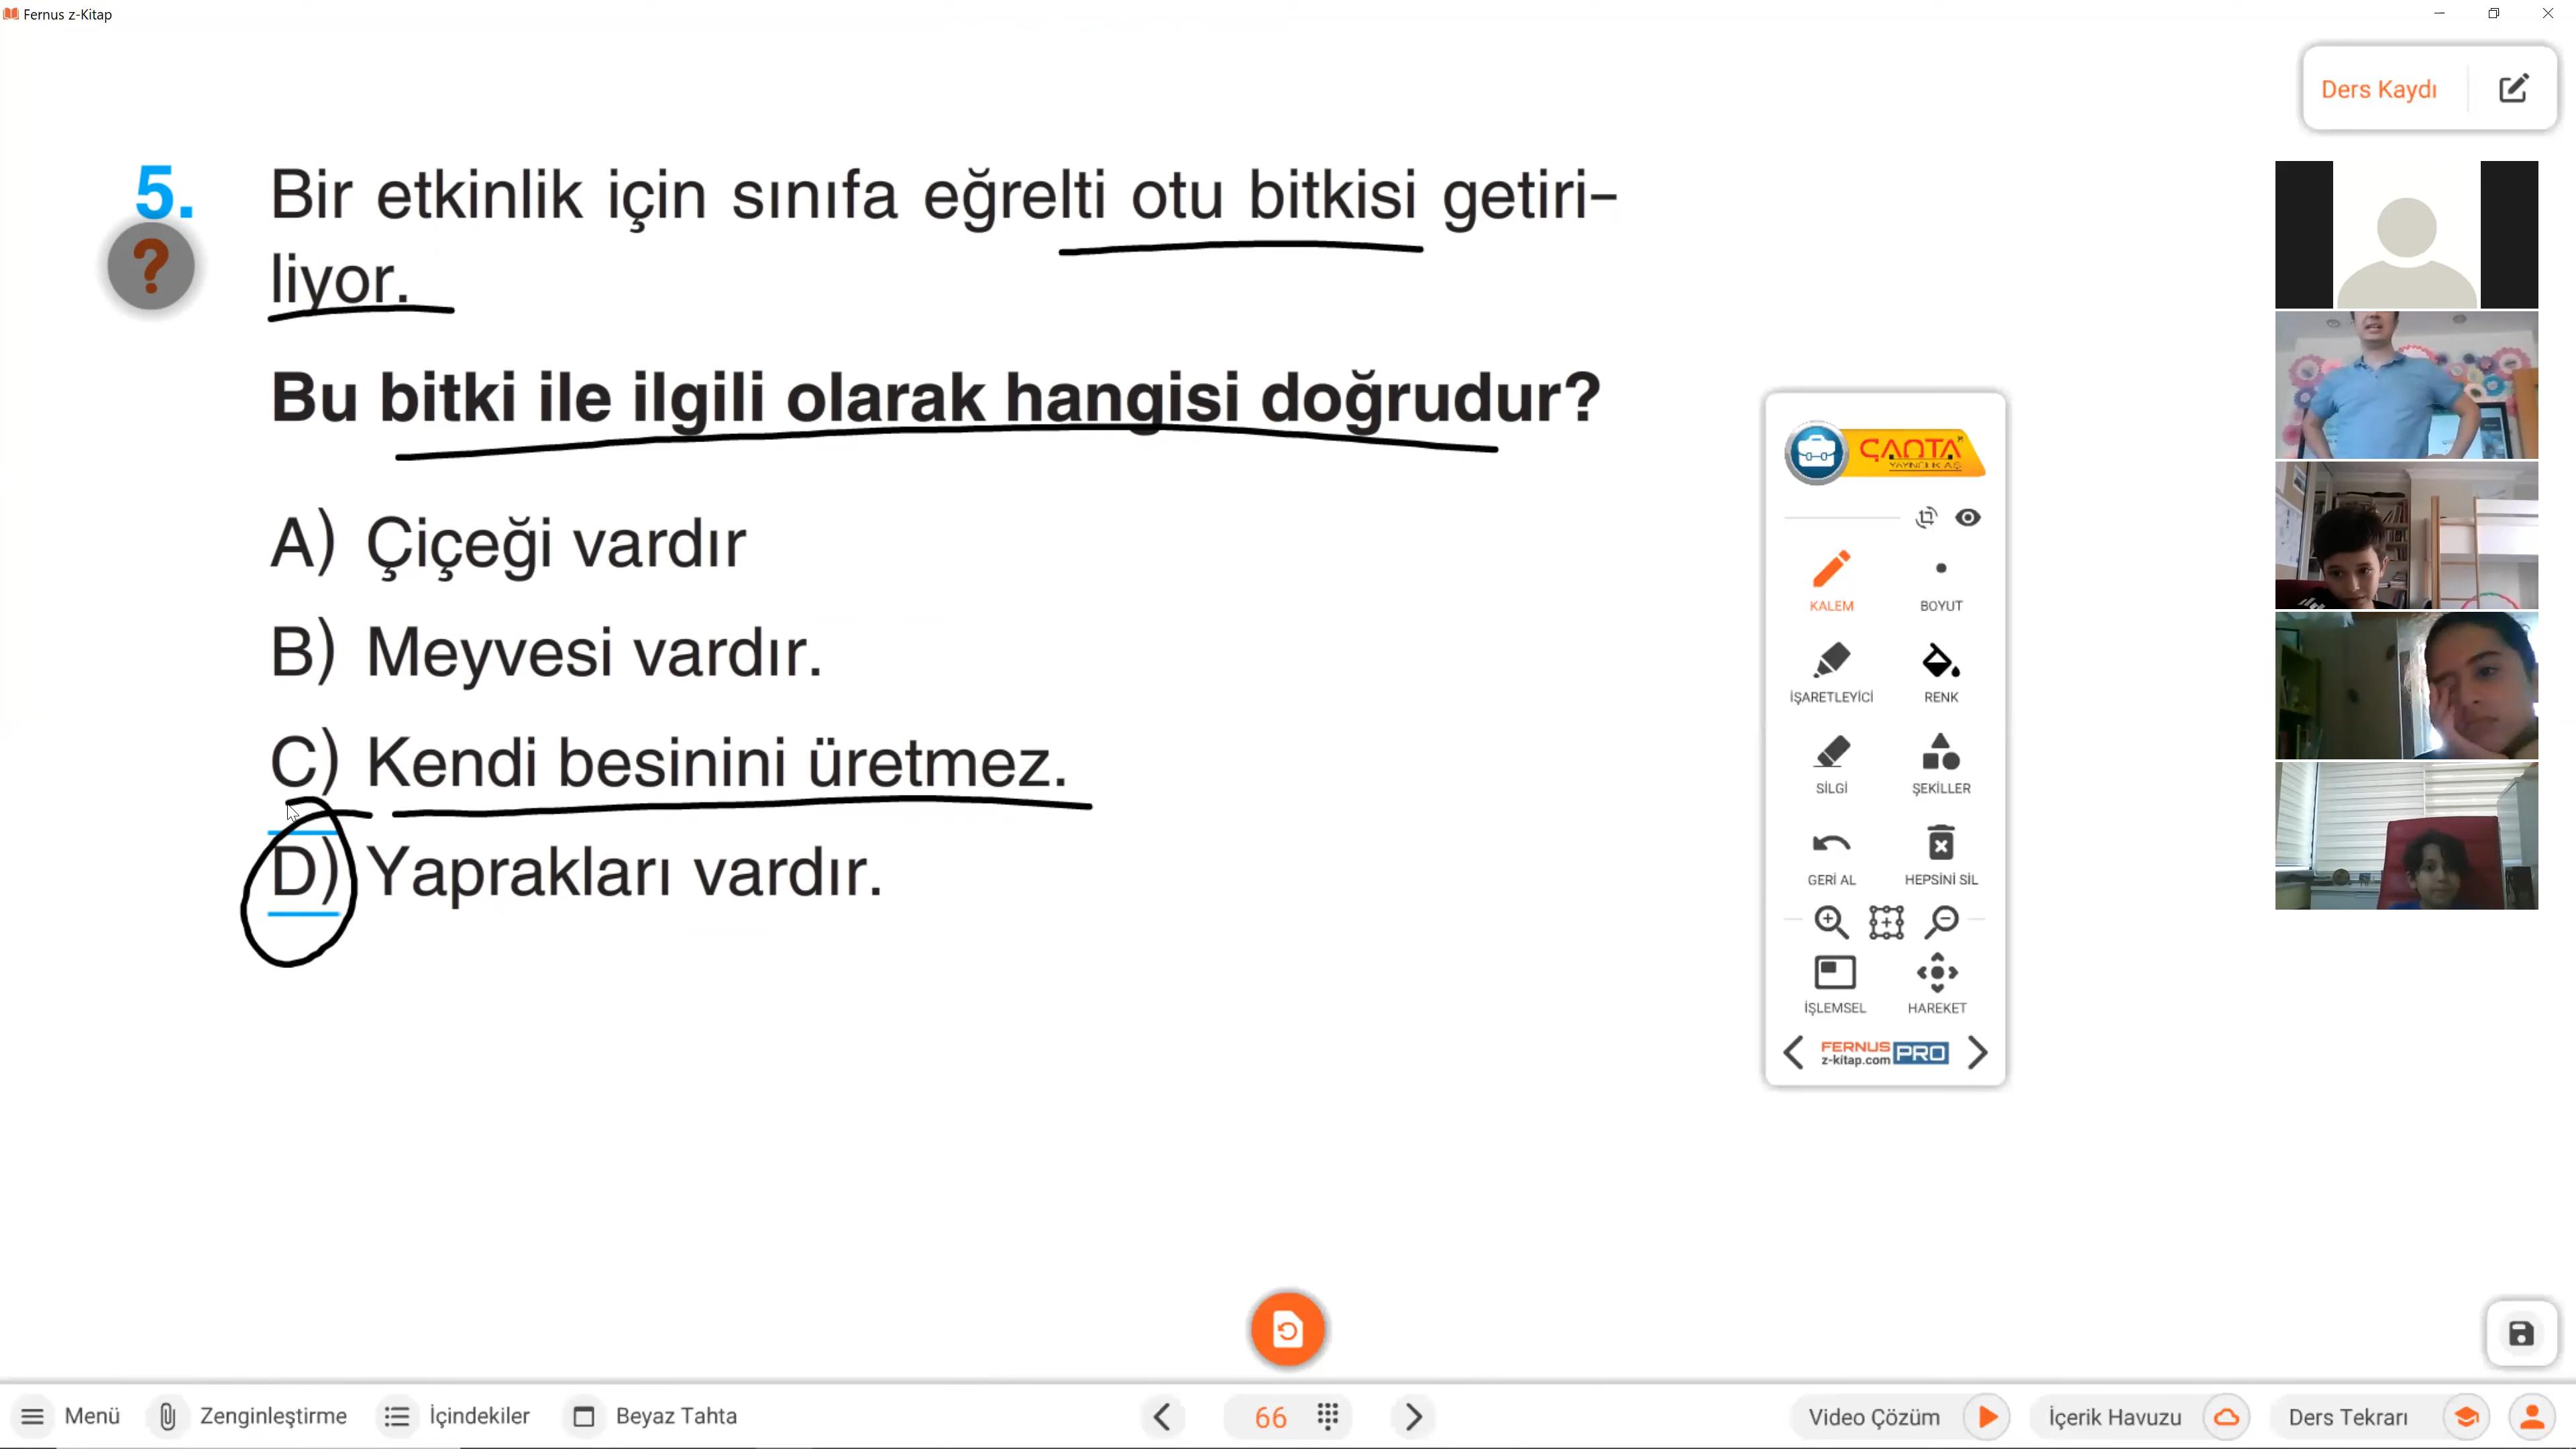 Fernus z-Kitap
Ders Kaydı
5. Bir etkinlik için sınıfa eğrelti otu bitkisi getiri-
?
liyor.
Bu bitki ile ilgili olarak hangisi doğrudur?
A) Çiçeği vardır
B) Meyvesi vardır.
C) Kendi besinini üretmez.
D) Yaprakları vardır.
ÇANTA
YAYINCILIK A.Ş.
KALEM BOYUT
İŞARETLEYİCİ RENK
SİLGİ ŞEKİLLER
GERİ AL HEPSİNİ SİL
İŞLEMSEL HAREKET
FERNUS
z-kitap.com PRO
Menü Zenginleştirme İçindekiler Beyaz Tahta 66 Video Çözüm İçerik Havuzu Ders Tekrarı